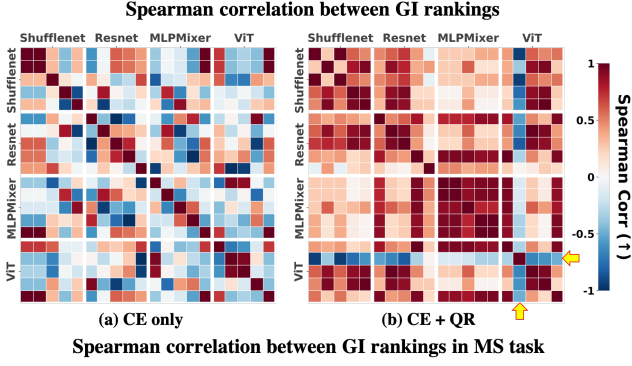 Spearman correlation between GI rankings
Shufflenet Resnet MLPMixer ViT
Shufflenet Resnet MLPMixer ViT
Shufflenet
Resnet
MLPMixer
ViT
Shufflenet
Resnet
MLPMixer
ViT
1
0.5
0
-0.5
-1
Spearman Corr (↑)
(a) CE only
(b) CE + QR
Spearman correlation between GI rankings in MS task